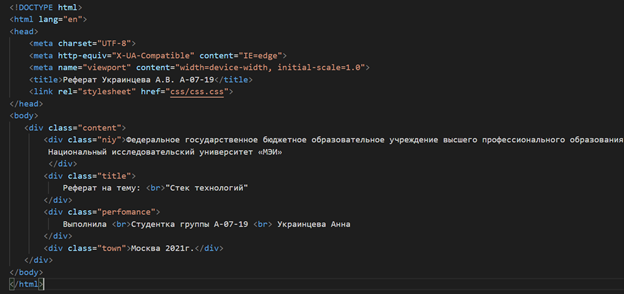 <!DOCTYPE html>
<html lang="en">
<head>
    <meta charset="UTF-8">
    <meta http-equiv="X-UA-Compatible" content="IE=edge">
    <meta name="viewport" content="width=device-width, initial-scale=1.0">
    <title>Реферат Украинцева А.В. А-07-19</title>
    <link rel="stylesheet" href="css/css.css">
</head>
<body>
   <div class="content">
       <div class="niy">Федеральное государственное бюджетное образовательное учреждение высшего профессионального образования
        Национальный исследовательский университет «МЭИ»
        </div>
       <div class="title">
           Реферат на тему: <br>"Стек технологий"
       </div>
       <div class="perfomance">
           Выполнила <br>Студентка группы А-07-19 <br> Украинцева Анна
       </div>
       <div class="town">Москва 2021г.</div>
   </div>
</body>
</html>